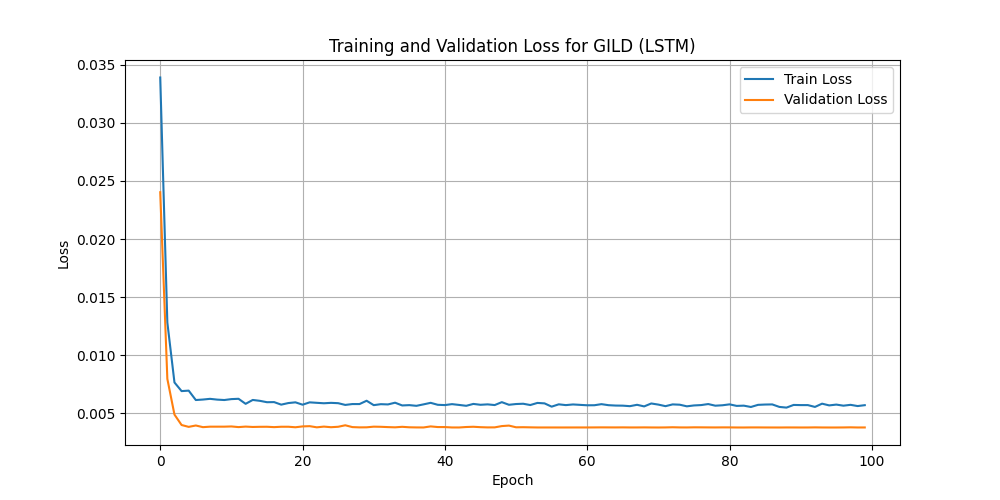 Training and Validation Loss for GILD (LSTM)
Train Loss
Validation Loss
0.035
0.030
0.025
0.020
0.015
0.010
0.005
Loss
0 20 40 60 80 100
Epoch